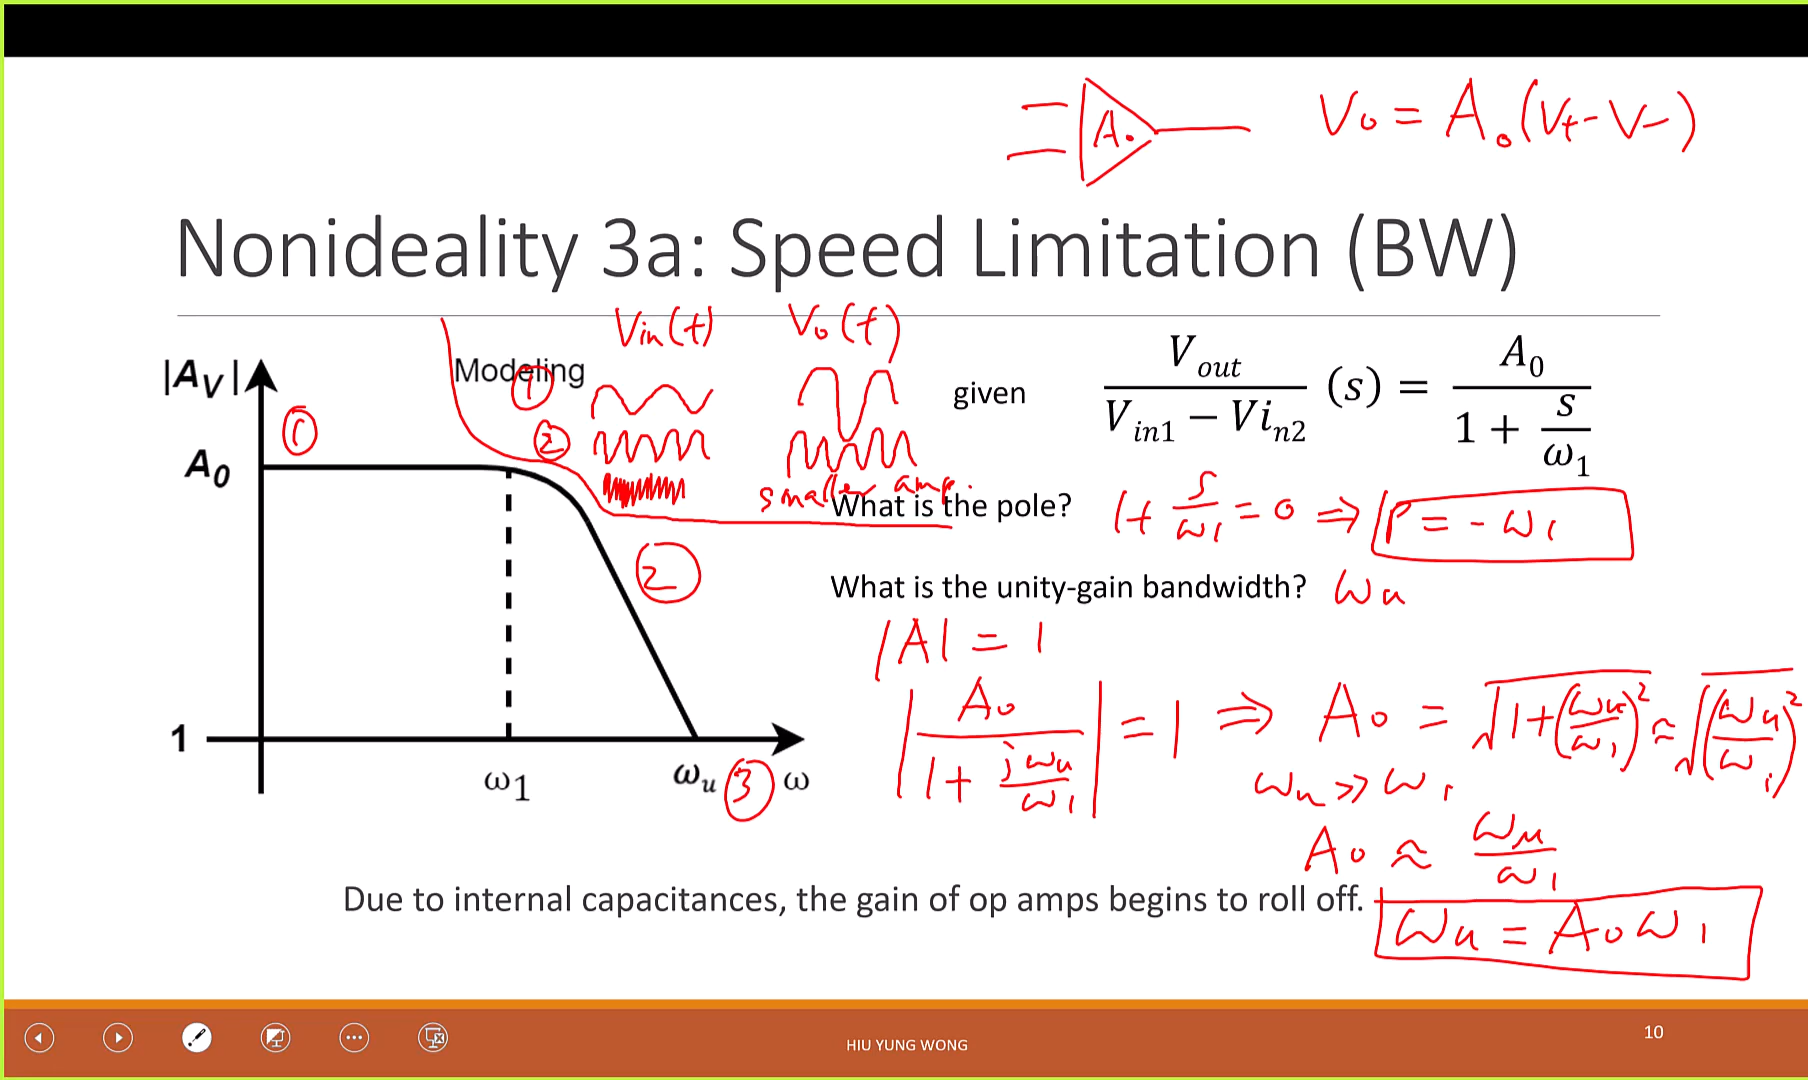 A₀
V₀ = A₀(V₊ - V₋)
Nonideality 3a: Speed Limitation (BW)
Vin(t) V₀(t)
|Aᵥ|
Modeling
①
①
②
A₀
smaller amp.
given
V_out / (V_in1 − Vi_n2) (s) = A₀ / (1 + s/ω₁)
What is the pole?
1 + s/ω₁ = 0 ⇒ P = - ω₁
②
What is the unity-gain bandwidth? ωu
|A| = 1
|A₀ / (1 + jωu/ω₁)| = 1 ⇒ A₀ = √(1+(ωu/ω₁)²) ≈ √((ωu/ω₁)²)
ωu >> ω₁
A₀ ≈ ωu/ω₁
1
ω1 ωu ③ ω
Due to internal capacitances, the gain of op amps begins to roll off.
ωu = A₀ω₁
HIU YUNG WONG
10